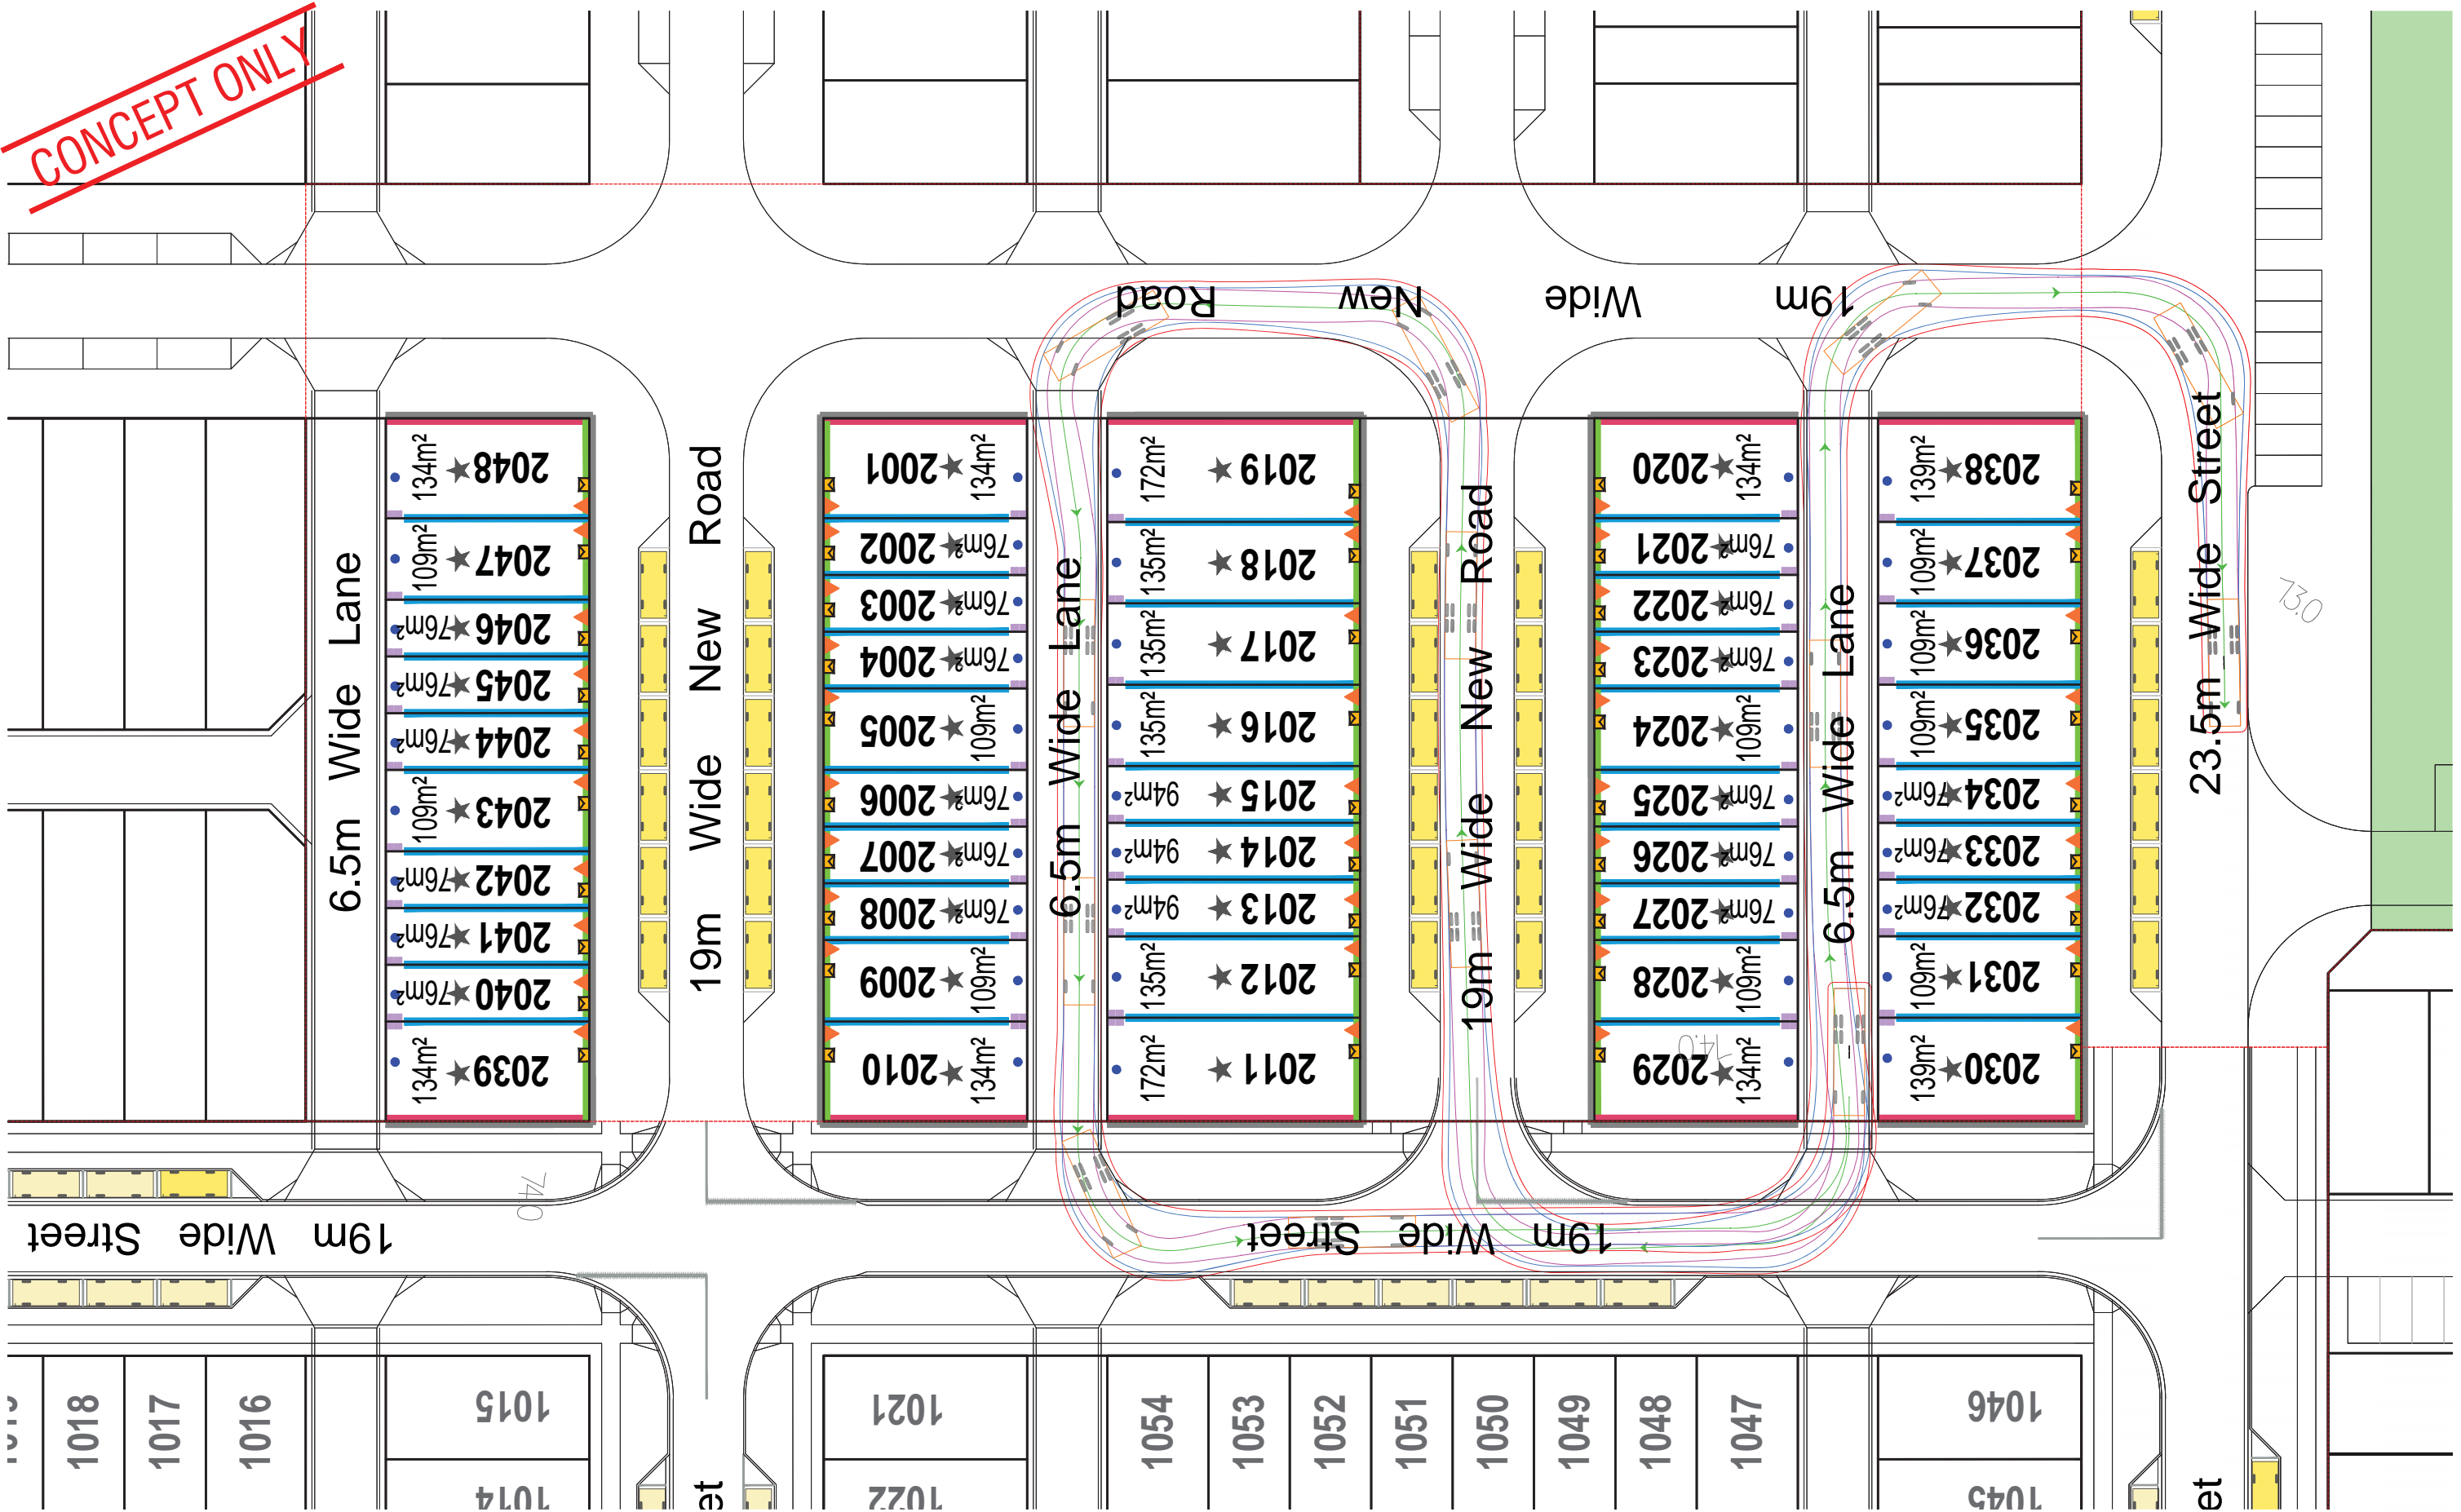 CONCEPT ONLY
19m Wide New Road
6.5m Wide Lane
2048 134m²
2047 109m²
2046 76m²
2045 76m²
2044 76m²
2043 109m²
2042 76m²
2041 76m²
2040 76m²
2039 134m²
19m Wide New Road
2001 134m²
2002 76m²
2003 76m²
2004 76m²
2005 109m²
2006 76m²
2007 76m²
2008 76m²
2009 109m²
2010 134m²
6.5m Wide Lane
172m² 2019
135m² 2018
135m² 2017
135m² 2016
94m² 2015
94m² 2014
94m² 2013
135m² 2012
172m² 2011
19m Wide New Road
2020 134m²
2021 76m²
2022 76m²
2023 76m²
2024 109m²
2025 76m²
2026 76m²
2027 76m²
2028 109m²
2029 134m²
14.0
6.5m Wide Lane
139m² 2038
109m² 2037
109m² 2036
109m² 2035
76m² 2034
76m² 2033
76m² 2032
109m² 2031
139m² 2030
23.5m Wide Street
13.0
19m Wide Street
19m Wide Street
1018
1017
1016
1015
1014
1021
1022
1054
1053
1052
1051
1050
1049
1048
1047
1046
1045
et
et